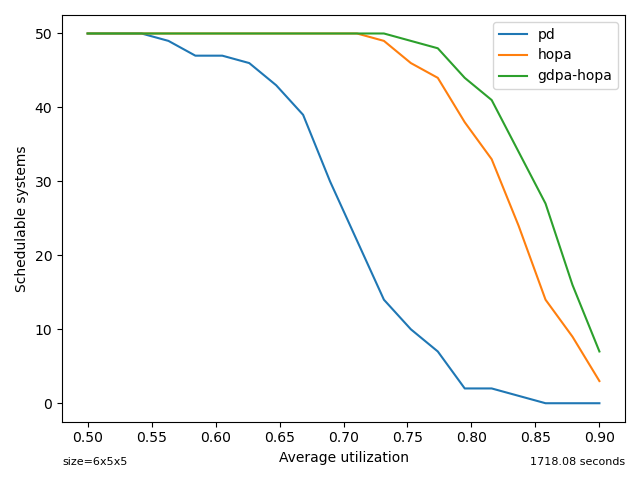 50
40
30
20
10
0
Schedulable systems
pd
hopa
gdpa-hopa
0.50 0.55 0.60 0.65 0.70 0.75 0.80 0.85 0.90
Average utilization
size=6x5x5
1718.08 seconds